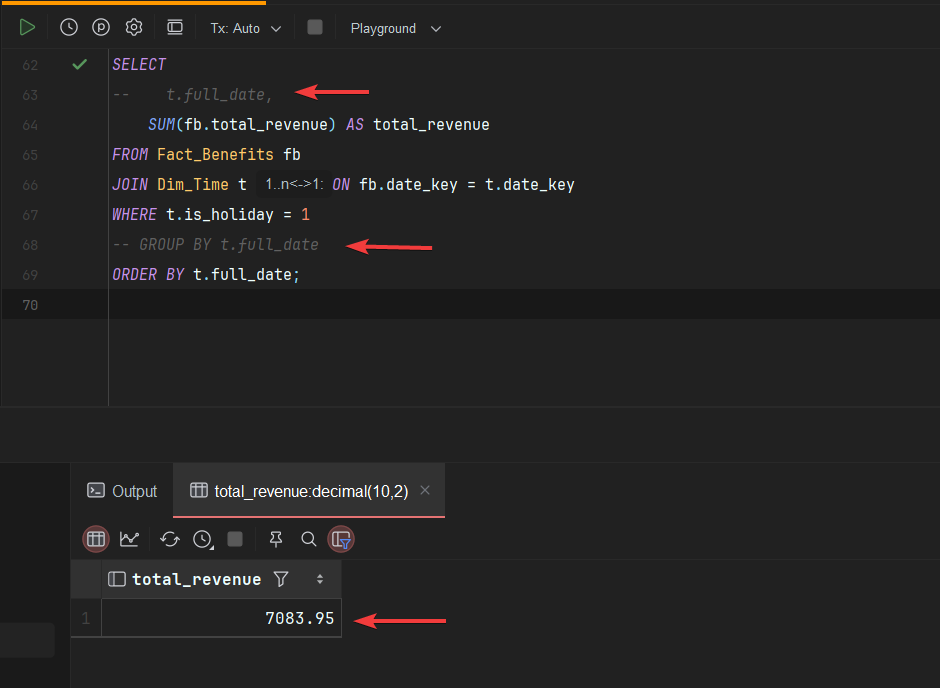 Tx: Auto Playground
62 SELECT
63 -- t.full_date,
64 SUM(fb.total_revenue) AS total_revenue
65 FROM Fact_Benefits fb
66 JOIN Dim_Time t 1..n<->1: ON fb.date_key = t.date_key
67 WHERE t.is_holiday = 1
68 -- GROUP BY t.full_date
69 ORDER BY t.full_date;
70
Output total_revenue:decimal(10,2)
total_revenue
1 7083.95